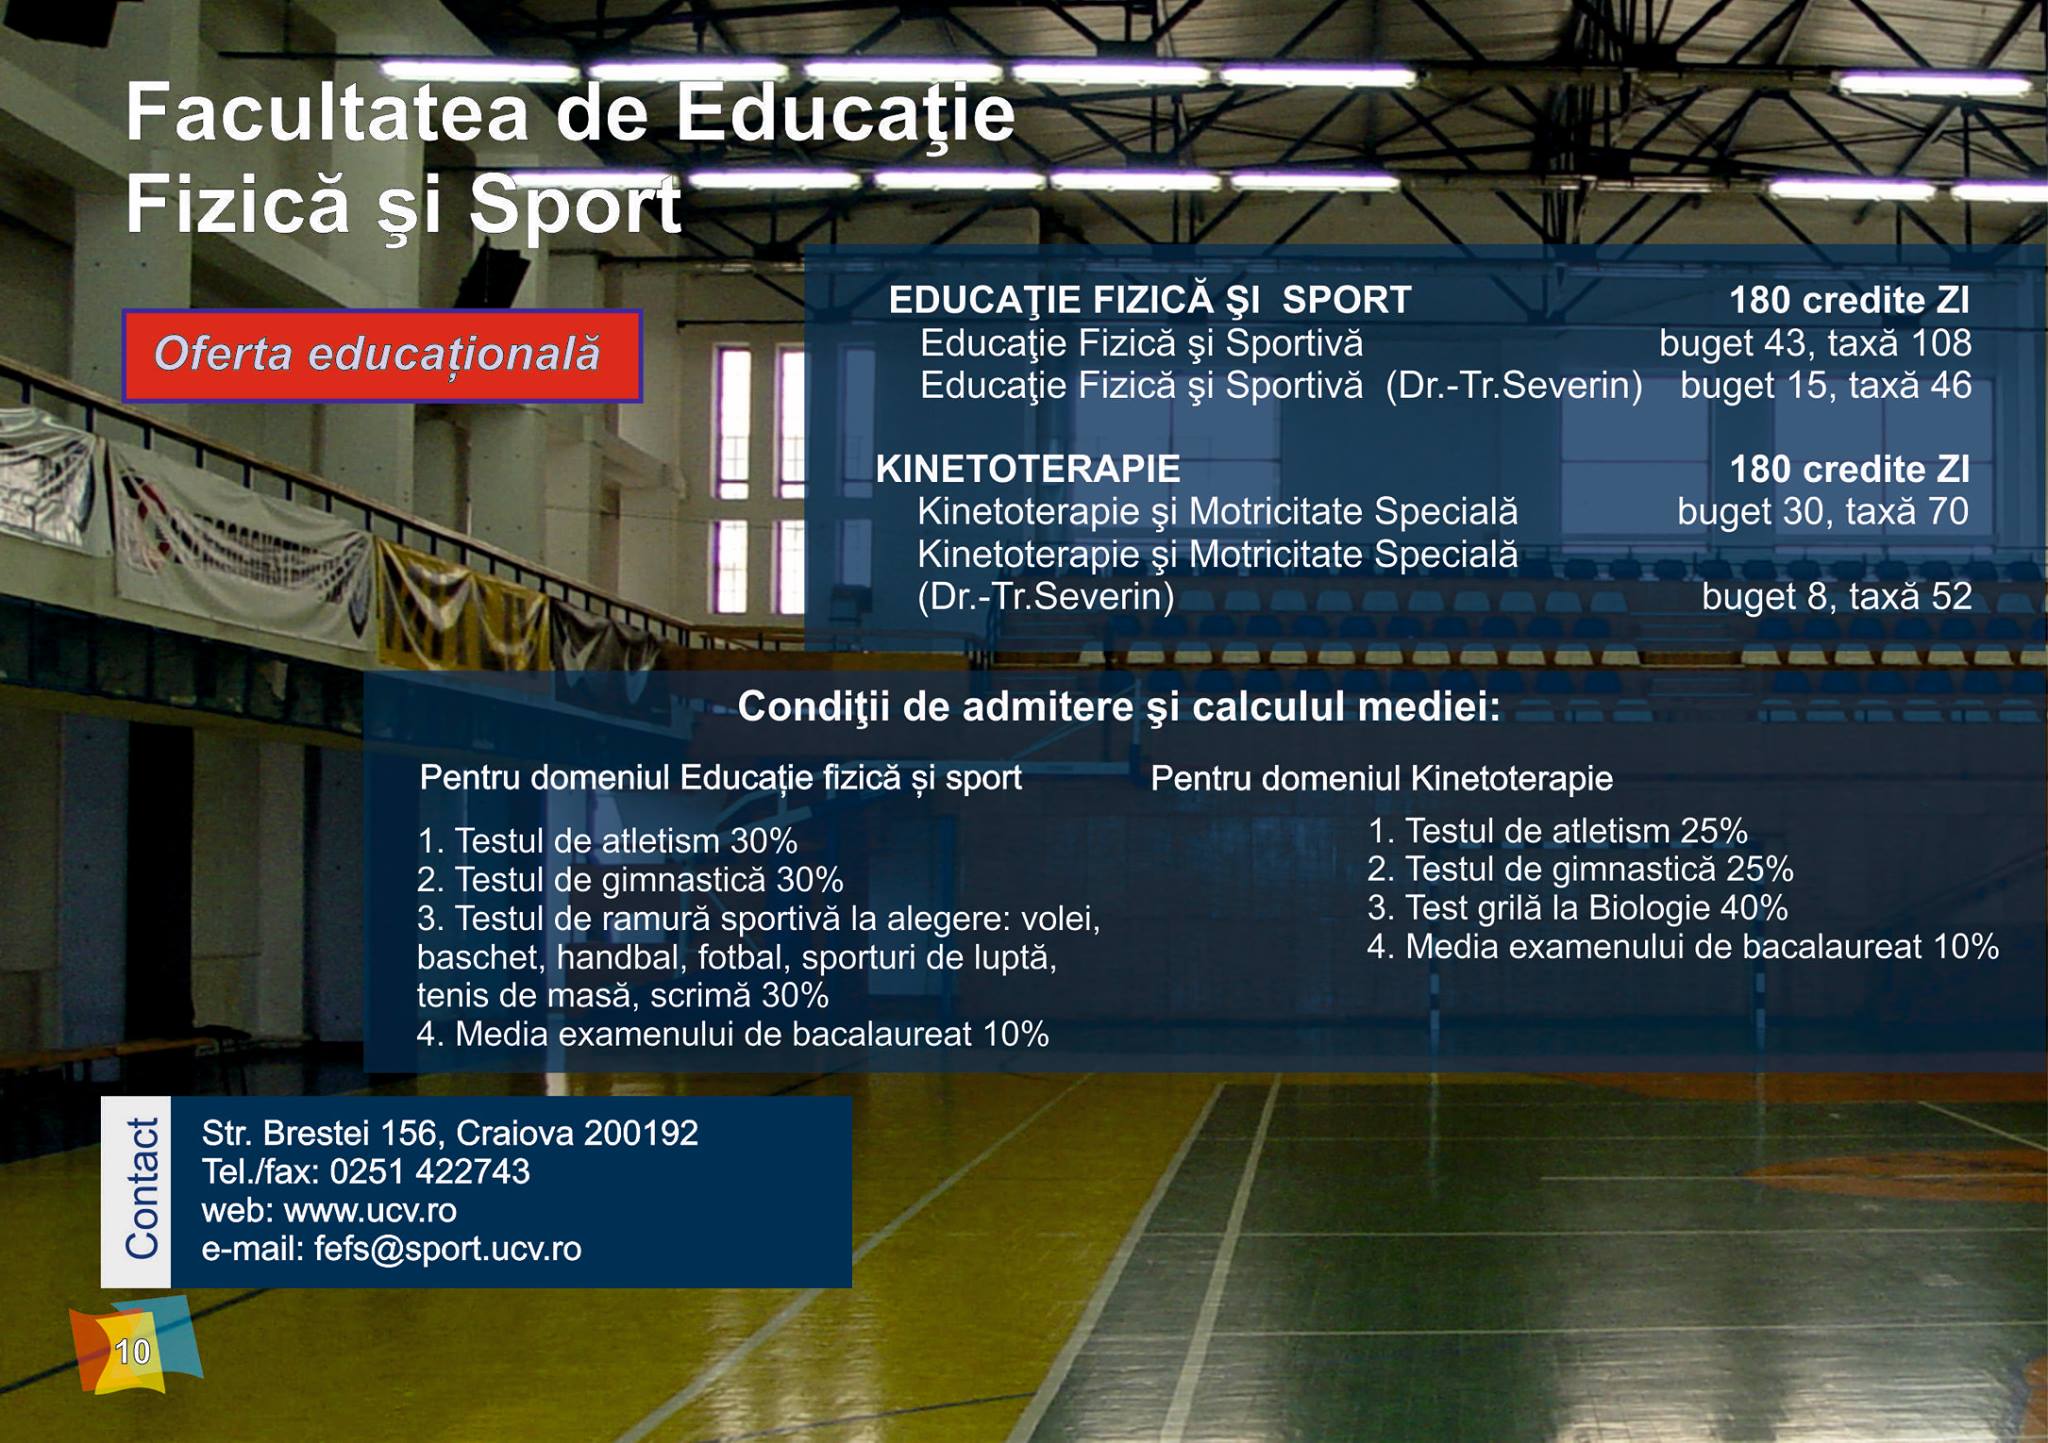 Facultatea de Educaţie
Fizică şi Sport
Oferta educațională
EDUCAŢIE FIZICĂ ŞI SPORT 180 credite ZI
Educaţie Fizică şi Sportivă buget 43, taxă 108
Educaţie Fizică şi Sportivă (Dr.-Tr.Severin) buget 15, taxă 46
KINETOTERAPIE 180 credite ZI
Kinetoterapie şi Motricitate Specială buget 30, taxă 70
Kinetoterapie şi Motricitate Specială
(Dr.-Tr.Severin) buget 8, taxă 52
Condiţii de admitere şi calculul mediei:
Pentru domeniul Educație fizică și sport
1. Testul de atletism 30%
2. Testul de gimnastică 30%
3. Testul de ramură sportivă la alegere: volei,
baschet, handbal, fotbal, sporturi de luptă,
tenis de masă, scrimă 30%
4. Media examenului de bacalaureat 10%
Pentru domeniul Kinetoterapie
1. Testul de atletism 25%
2. Testul de gimnastică 25%
3. Test grilă la Biologie 40%
4. Media examenului de bacalaureat 10%
Contact
Str. Brestei 156, Craiova 200192
Tel./fax: 0251 422743
web: www.ucv.ro
e-mail: fefs@sport.ucv.ro
10